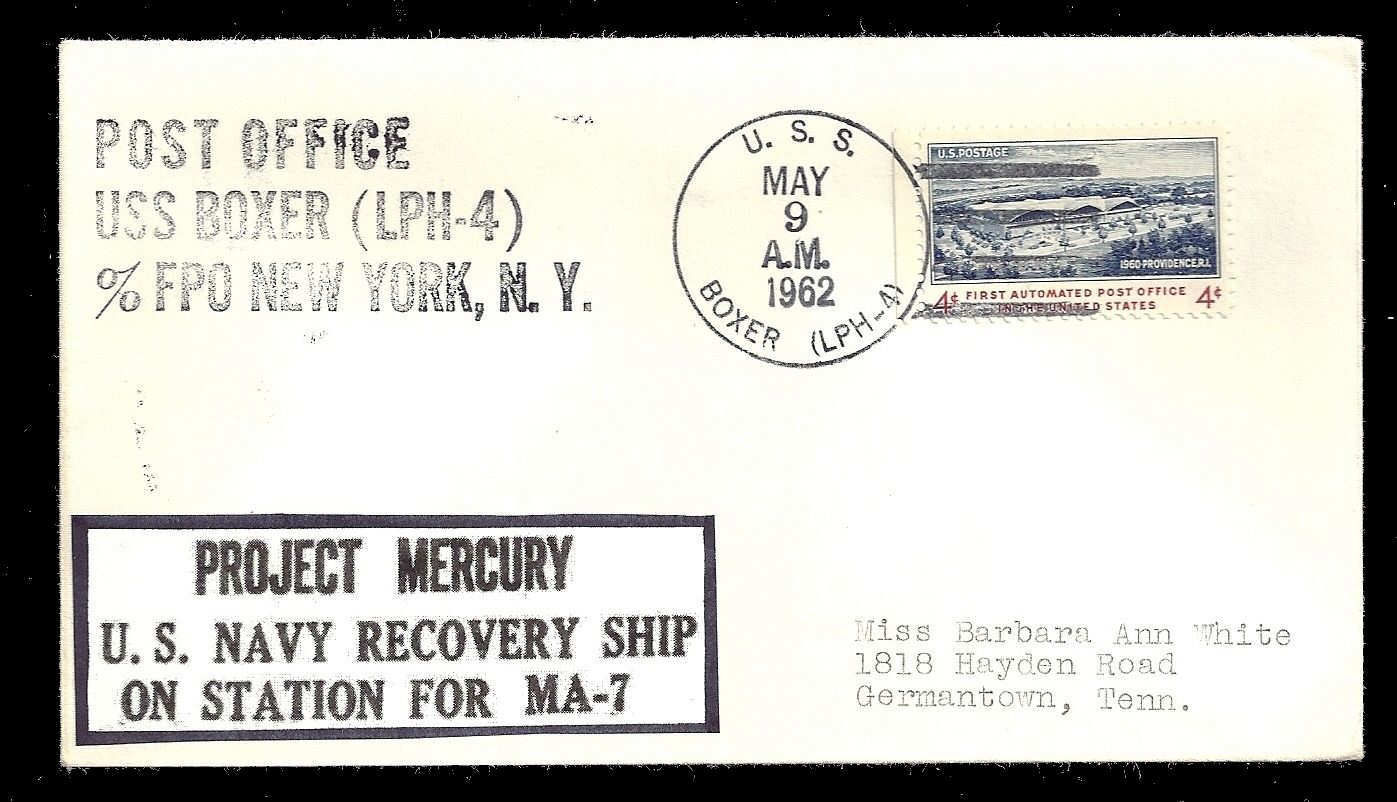 POST OFFICE
USS BOXER (LPH-4)
% FPO NEW YORK, N. Y.
U. S. S.
MAY
9
A.M.
1962
BOXER (LPH-4)
U.S. POSTAGE
1960·PROVIDENCE, R.I.
4¢ FIRST AUTOMATED POST OFFICE 4¢
IN THE UNITED STATES
PROJECT MERCURY
U. S. NAVY RECOVERY SHIP
ON STATION FOR MA-7
Miss Barbara Ann White
1818 Hayden Road
Germantown, Tenn.